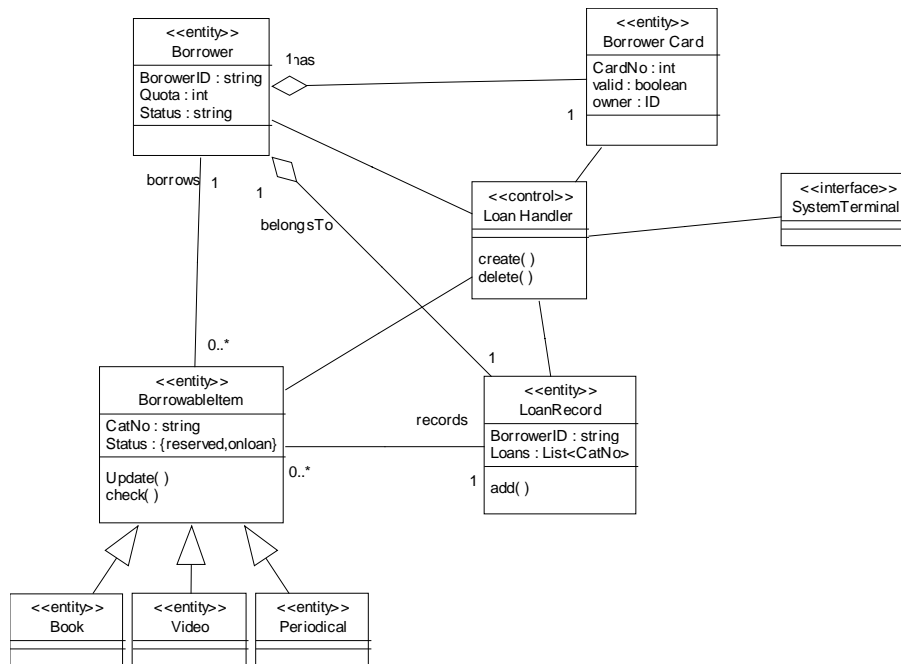 <<entity>>
Borrower
BorowerID : string
Quota : int
Status : string
<<entity>>
Borrower Card
CardNo : int
valid : boolean
owner : ID
1
has
1
borrows
1
1
belongsTo
<<control>>
Loan Handler
create( )
delete( )
<<interface>>
SystemTerminal
0..*
1
<<entity>>
BorrowableItem
CatNo : string
Status : {reserved,onloan}
Update( )
check( )
records
0..*
1
<<entity>>
LoanRecord
BorrowerID : string
Loans : List<CatNo>
add( )
<<entity>>
Book
<<entity>>
Video
<<entity>>
Periodical